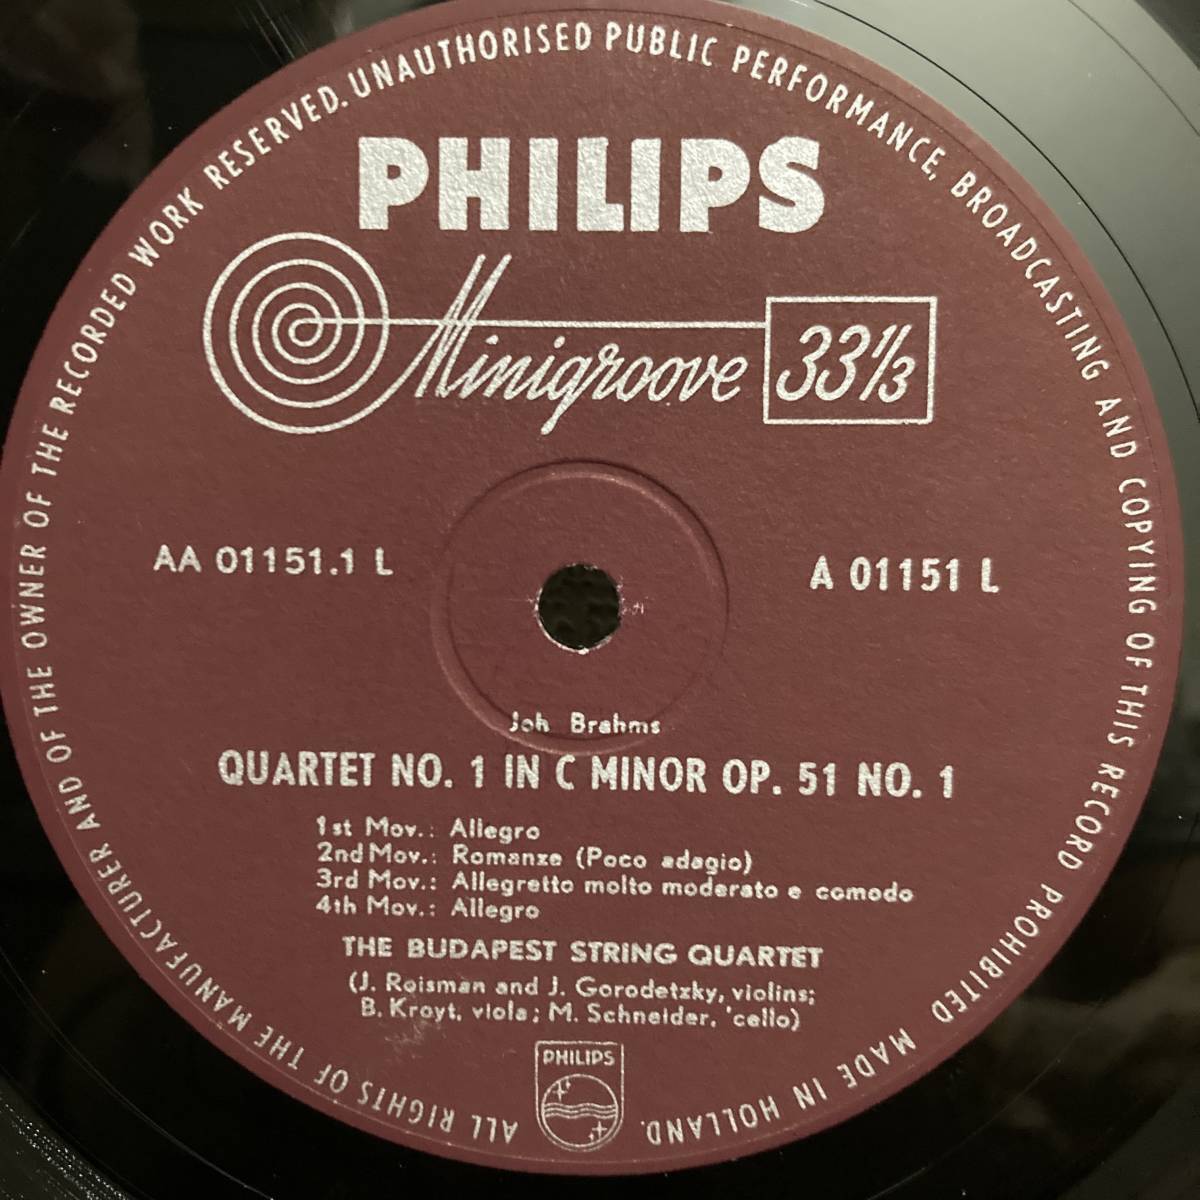 ALL RIGHTS OF THE MANUFACTURER AND OF THE OWNER OF THE RECORDED WORK RESERVED. UNAUTHORISED PUBLIC PERFORMANCE, BROADCASTING AND COPYING OF THIS RECORD PROHIBITED MADE IN HOLLAND.
PHILIPS
Minigroove 33 1/3
AA 01151.1 L
A 01151 L
Joh Brahms
QUARTET NO. 1 IN C MINOR OP. 51 NO. 1
1st Mov.: Allegro
2nd Mov.: Romanze (Poco adagio)
3rd Mov.: Allegretto molto moderato e comodo
4th Mov.: Allegro
THE BUDAPEST STRING QUARTET
(J. Roisman and J. Gorodetzky, violins;
B. Kroyt, viola; M. Schneider, 'cello)
PHILIPS